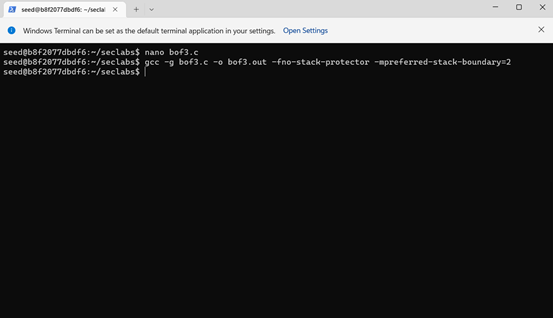 seed@b8f2077dbdf6: ~/seclal
Windows Terminal can be set as the default terminal application in your settings. Open Settings
seed@b8f2077dbdf6:~/seclabs$ nano bof3.c
seed@b8f2077dbdf6:~/seclabs$ gcc -g bof3.c -o bof3.out -fno-stack-protector -mpreferred-stack-boundary=2
seed@b8f2077dbdf6:~/seclabs$